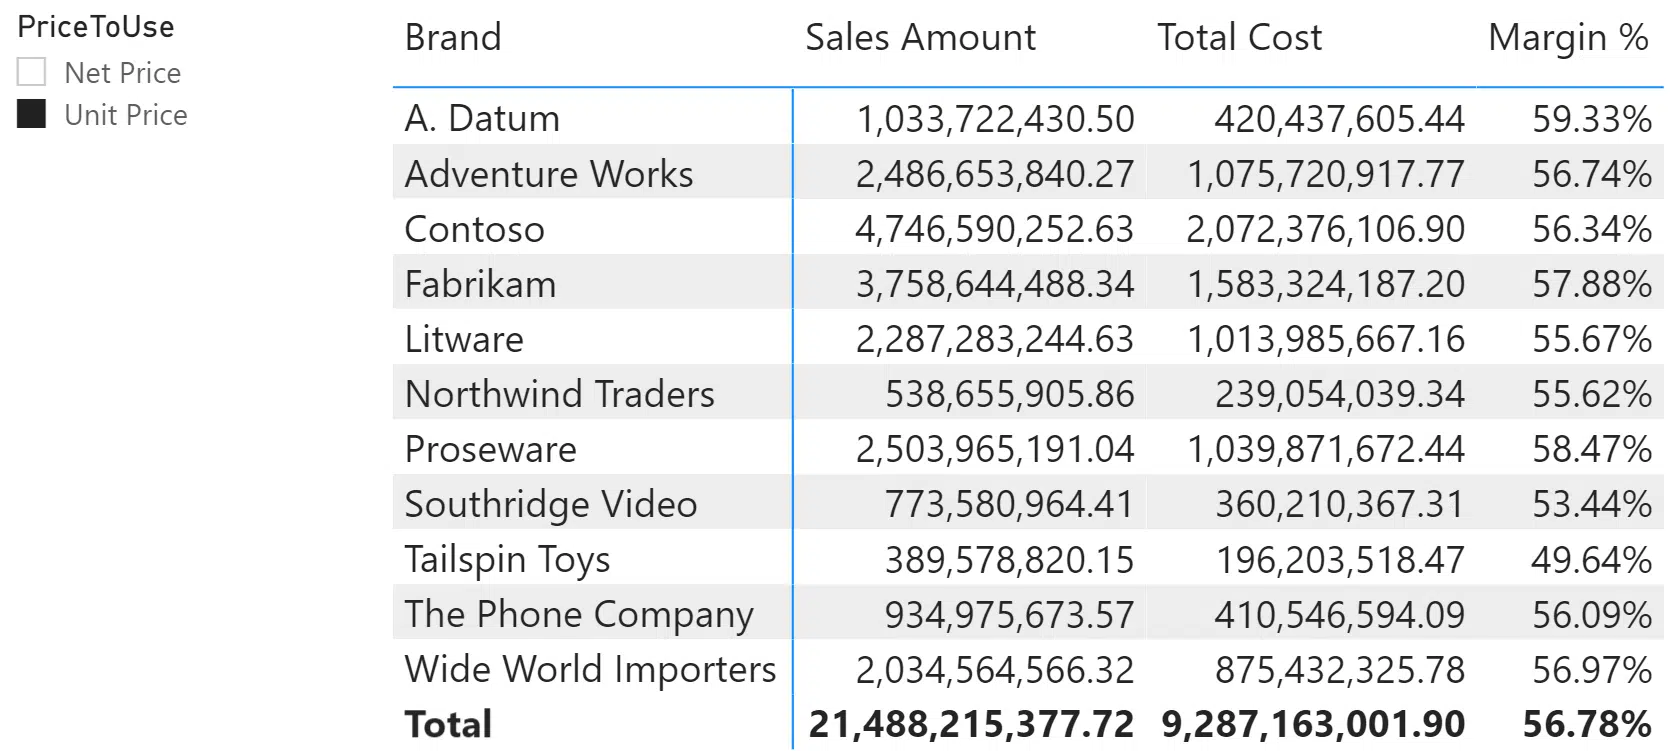 PriceToUse
Net Price
Unit Price
Brand Sales Amount Total Cost Margin %
A. Datum 1,033,722,430.50 420,437,605.44 59.33%
Adventure Works 2,486,653,840.27 1,075,720,917.77 56.74%
Contoso 4,746,590,252.63 2,072,376,106.90 56.34%
Fabrikam 3,758,644,488.34 1,583,324,187.20 57.88%
Litware 2,287,283,244.63 1,013,985,667.16 55.67%
Northwind Traders 538,655,905.86 239,054,039.34 55.62%
Proseware 2,503,965,191.04 1,039,871,672.44 58.47%
Southridge Video 773,580,964.41 360,210,367.31 53.44%
Tailspin Toys 389,578,820.15 196,203,518.47 49.64%
The Phone Company 934,975,673.57 410,546,594.09 56.09%
Wide World Importers 2,034,564,566.32 875,432,325.78 56.97%
Total 21,488,215,377.72 9,287,163,001.90 56.78%